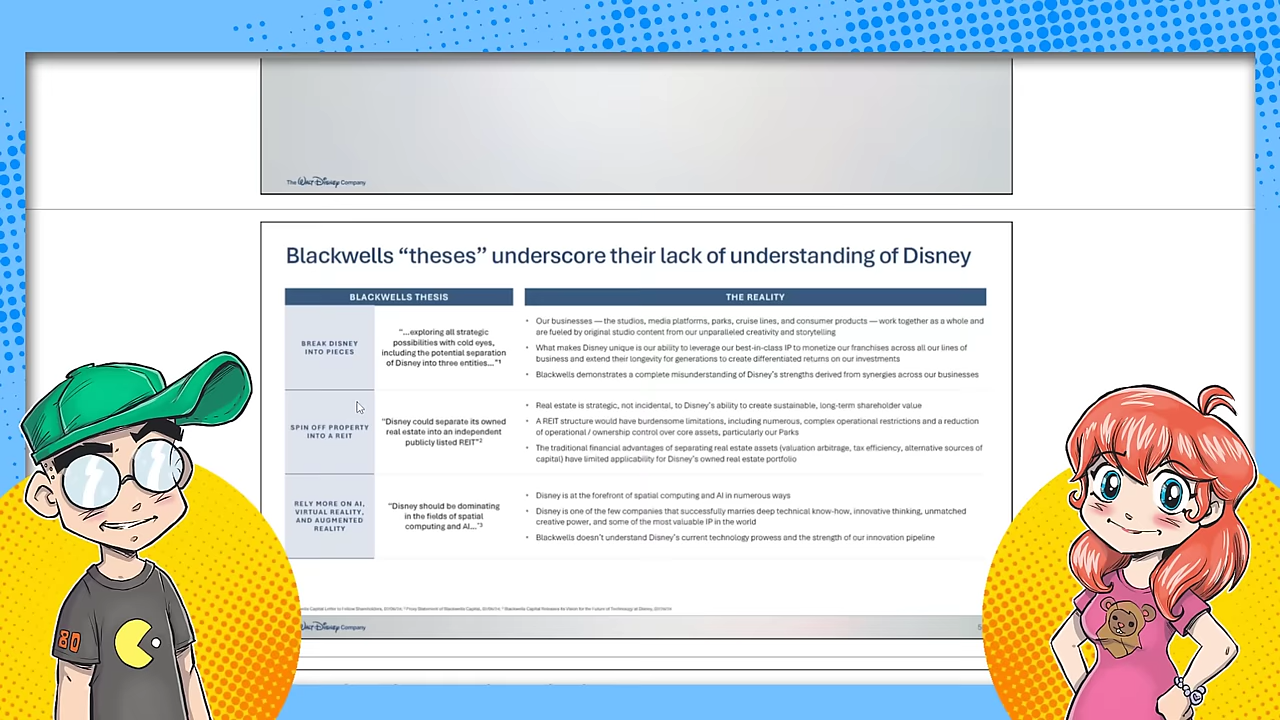 The Walt Disney Company
Blackwells “theses” underscore their lack of understanding of Disney
BLACKWELLS THESIS
THE REALITY
BREAK DISNEY
INTO PIECES
"...exploring all strategic
possibilities with cold eyes,
including the potential separation
of Disney into three entities..."¹
• Our businesses — the studios, media platforms, parks, cruise lines, and consumer products — work together as a whole and
are fueled by original studio content from our unparalleled creativity and storytelling
• What makes Disney unique is our ability to leverage our best-in-class IP to monetize our franchises across all our lines of
business and extend their longevity for generations to create differentiated returns on our investments
• Blackwells demonstrates a complete misunderstanding of Disney's strengths derived from synergies across our businesses
SPIN OFF PROPERTY
INTO A REIT
"Disney could separate its owned
real estate into an independent
publicly listed REIT"²
• Real estate is strategic, not incidental, to Disney's ability to create sustainable, long-term shareholder value
• A REIT structure would have burdensome limitations, including numerous, complex operational restrictions and a reduction
of operational / ownership control over core assets, particularly our Parks
• The traditional financial advantages of separating real estate assets (valuation arbitrage, tax efficiency, alternative sources of
capital) have limited applicability for Disney's owned real estate portfolio
RELY MORE ON AI,
VIRTUAL REALITY,
AND AUGMENTED
REALITY
"Disney should be dominating
in the fields of spatial
computing and AI..."³
• Disney is at the forefront of spatial computing and AI in numerous ways
• Disney is one of the few companies that successfully marries deep technical know-how, innovative thinking, unmatched
creative power, and some of the most valuable IP in the world
• Blackwells doesn't understand Disney's current technology prowess and the strength of our innovation pipeline
Walt Disney Company
80